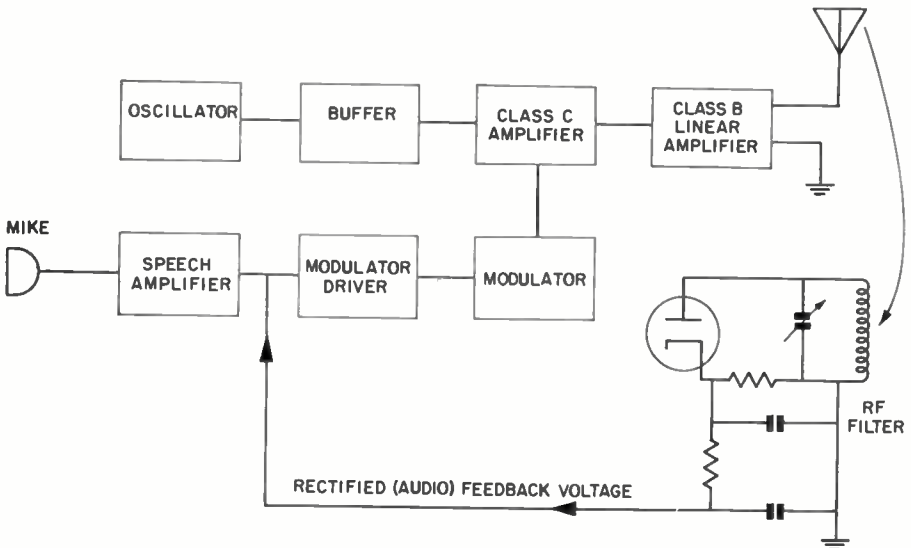 OSCILLATOR
BUFFER
CLASS C
AMPLIFIER
CLASS B
LINEAR
AMPLIFIER
MIKE
SPEECH
AMPLIFIER
MODULATOR
DRIVER
MODULATOR
RF
FILTER
RECTIFIED (AUDIO) FEEDBACK VOLTAGE